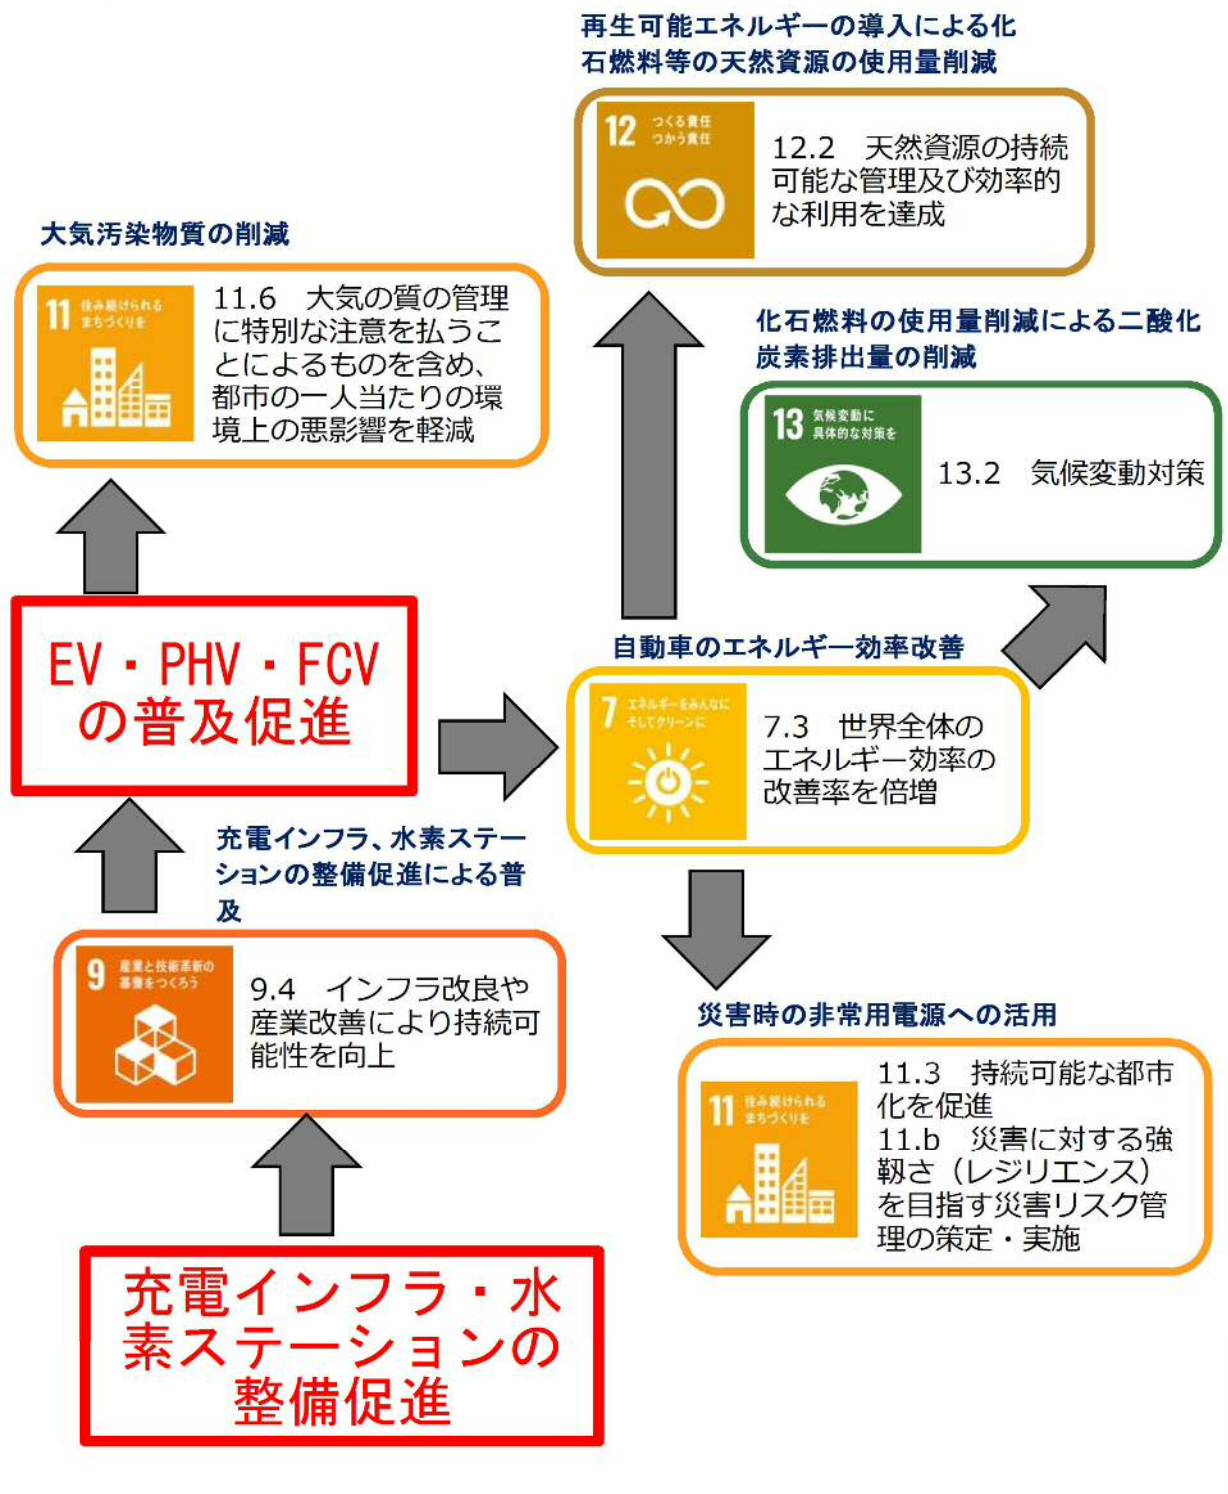 再生可能エネルギーの導入による化
石燃料等の天然資源の使用量削減
12 つくる責任
つかう責任
12.2　天然資源の持続
可能な管理及び効率的
な利用を達成
大気汚染物質の削減
11 住み続けられる
まちづくりを
11.6　大気の質の管理
に特別な注意を払うこ
とによるものを含め、
都市の一人当たりの環
境上の悪影響を軽減
化石燃料の使用量削減による二酸化
炭素排出量の削減
13 気候変動に
具体的な対策を
13.2　気候変動対策
EV・PHV・FCV
の普及促進
自動車のエネルギー効率改善
7 エネルギーをみんなに
そしてクリーンに
7.3　世界全体の
エネルギー効率の
改善率を倍増
充電インフラ、水素ステー
ションの整備促進による普
及
9 産業と技術革新の
基盤をつくろう
9.4　インフラ改良や
産業改善により持続可
能性を向上
災害時の非常用電源への活用
11 住み続けられる
まちづくりを
11.3　持続可能な都市
化を促進
11.b　災害に対する強
靱さ（レジリエンス）
を目指す災害リスク管
理の策定・実施
充電インフラ・水
素ステーションの
整備促進